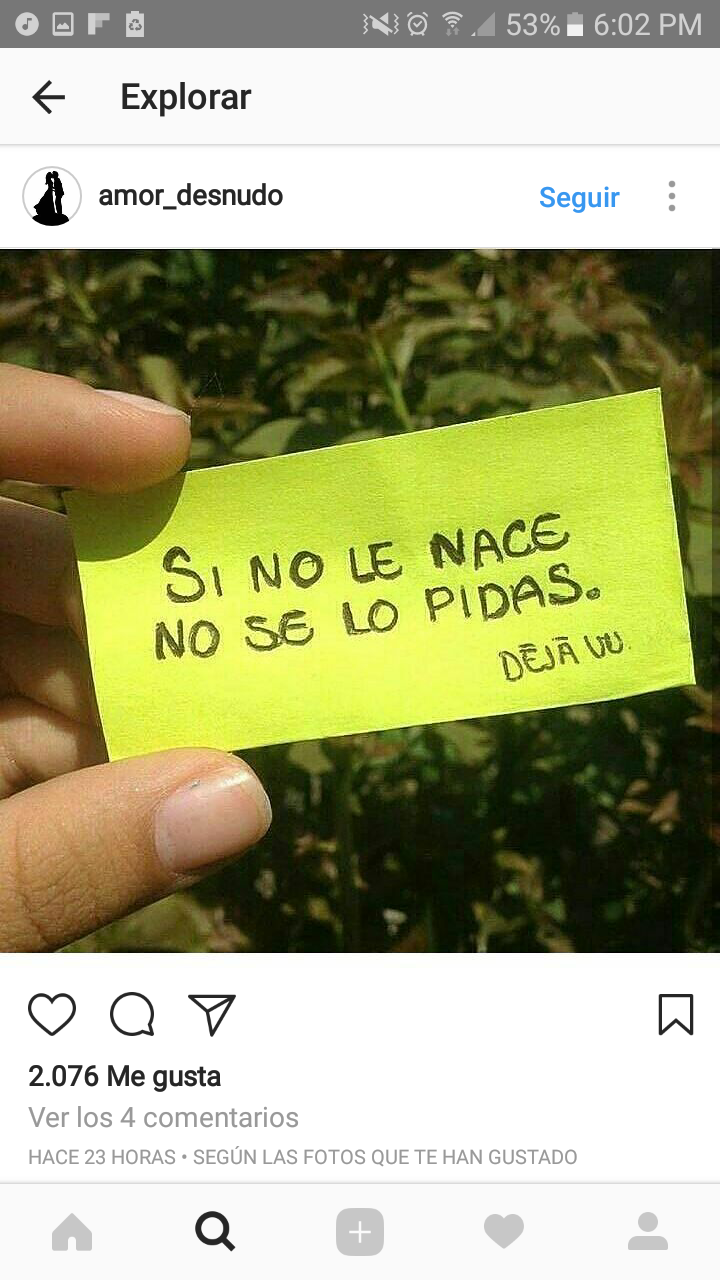 53% 6:02 PM
Explorar
amor_desnudo Seguir
SI NO LE NACE
NO SE LO PIDAS.
DĒJĀ VU.
2.076 Me gusta
Ver los 4 comentarios
HACE 23 HORAS • SEGÚN LAS FOTOS QUE TE HAN GUSTADO